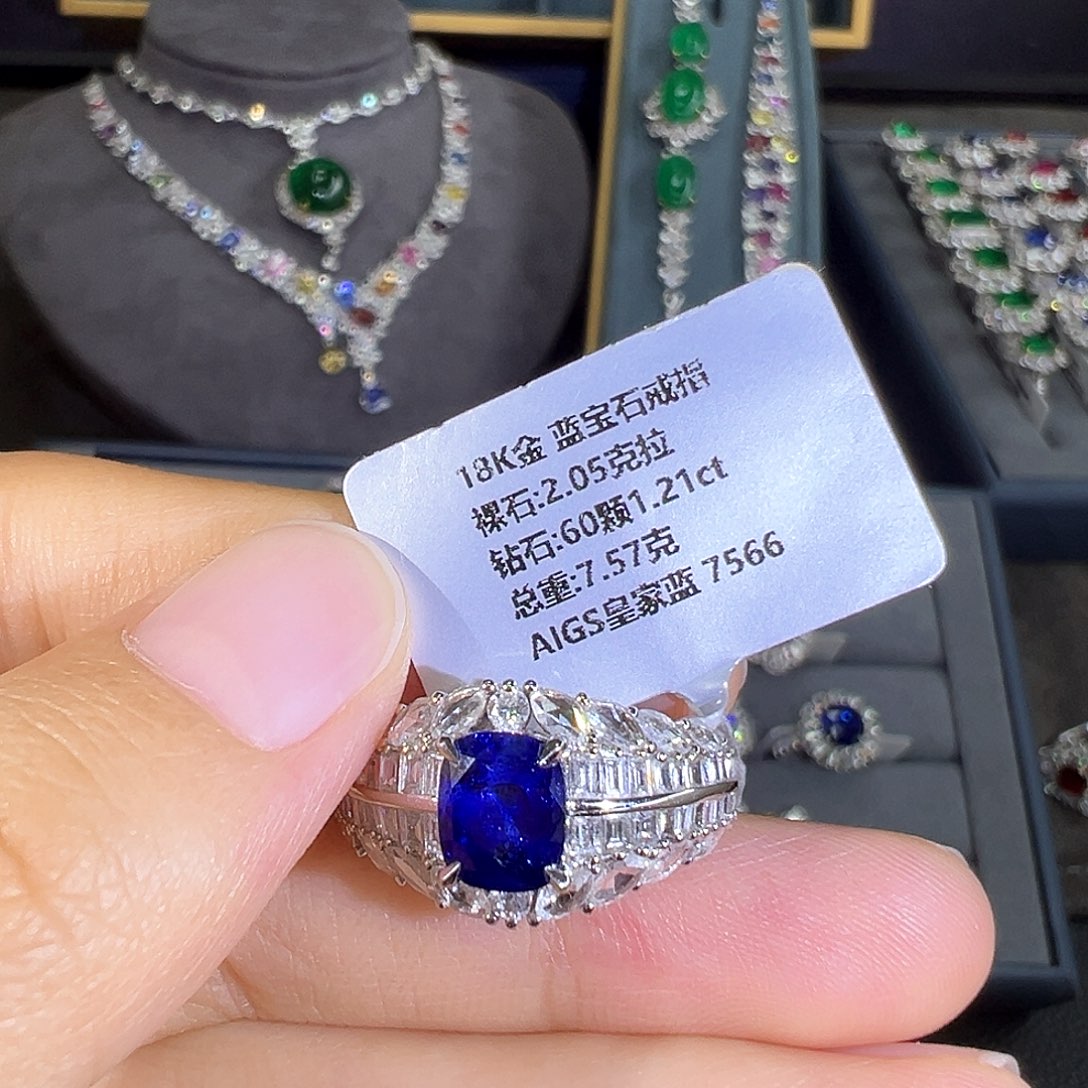 18K金 蓝宝石戒指
裸石:2.05克拉
钻石:60颗1.21ct
总重:7.57克
AIGS皇家蓝 7566